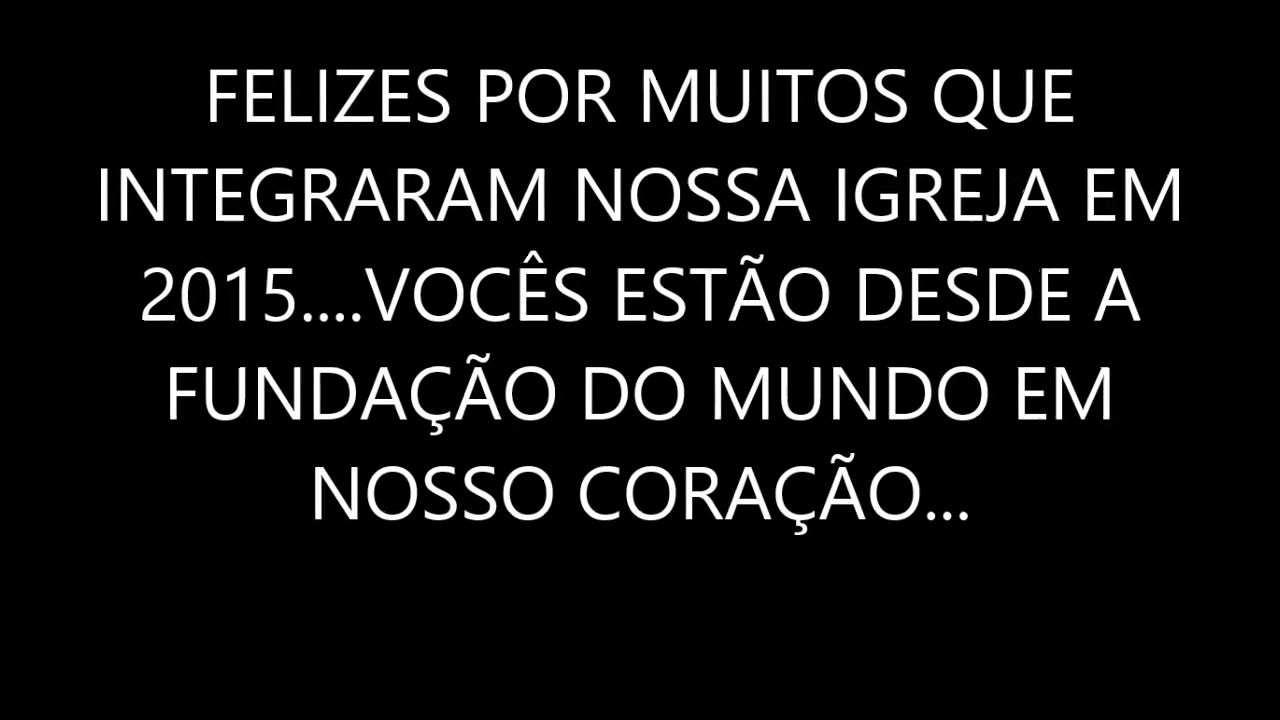 FELIZES POR MUITOS QUE
INTEGRARAM NOSSA IGREJA EM
2015....VOCÊS ESTÃO DESDE A
FUNDAÇÃO DO MUNDO EM
NOSSO CORAÇÃO...